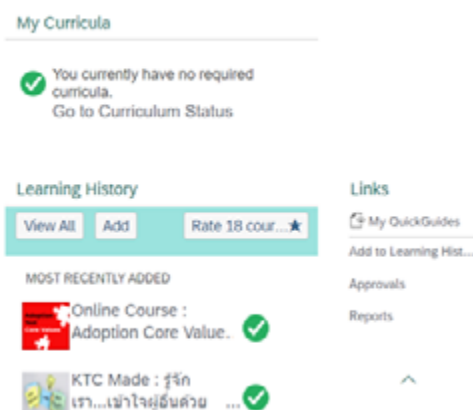 My Curricula
You currently have no required
curricula.
Go to Curriculum Status
Learning History
View All
Add
Rate 18 cour...★
MOST RECENTLY ADDED
Online Course :
Adoption Core Value.
KTC Made : รู้จัก
เรา...เข้าใจผู้อื่นด้วย ...
Links
My QuickGuides
Add to Learning Hist...
Approvals
Reports